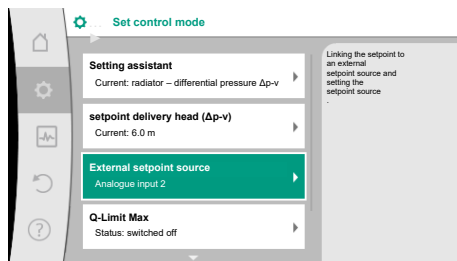 Set control mode
Setting assistant
Current: radiator – differential pressure Δp-v
setpoint delivery head (Δp-v)
Current: 6.0 m
External setpoint source
Analogue input 2
Q-Limit Max
Status: switched off
Linking the setpoint to
an external
setpoint source and
setting the
setpoint source
.
?